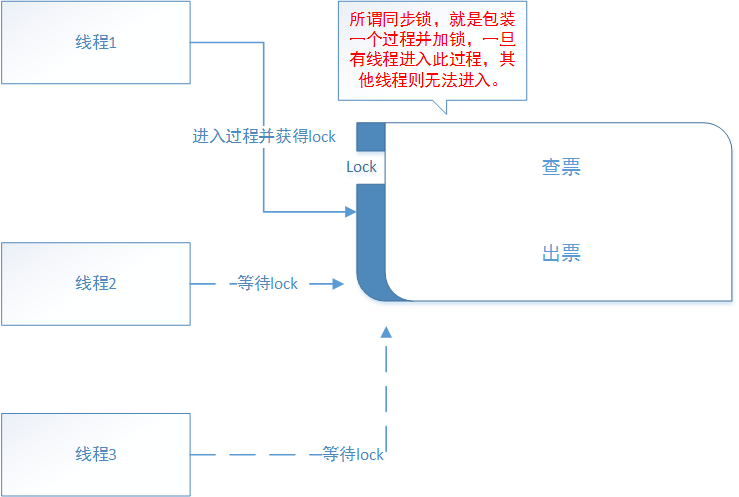 线程1
所谓同步锁，就是包装
一个过程并加锁，一旦
有线程进入此过程，其
他线程则无法进入。
进入过程并获得lock
Lock
查票
出票
线程2
等待lock
线程3
等待lock